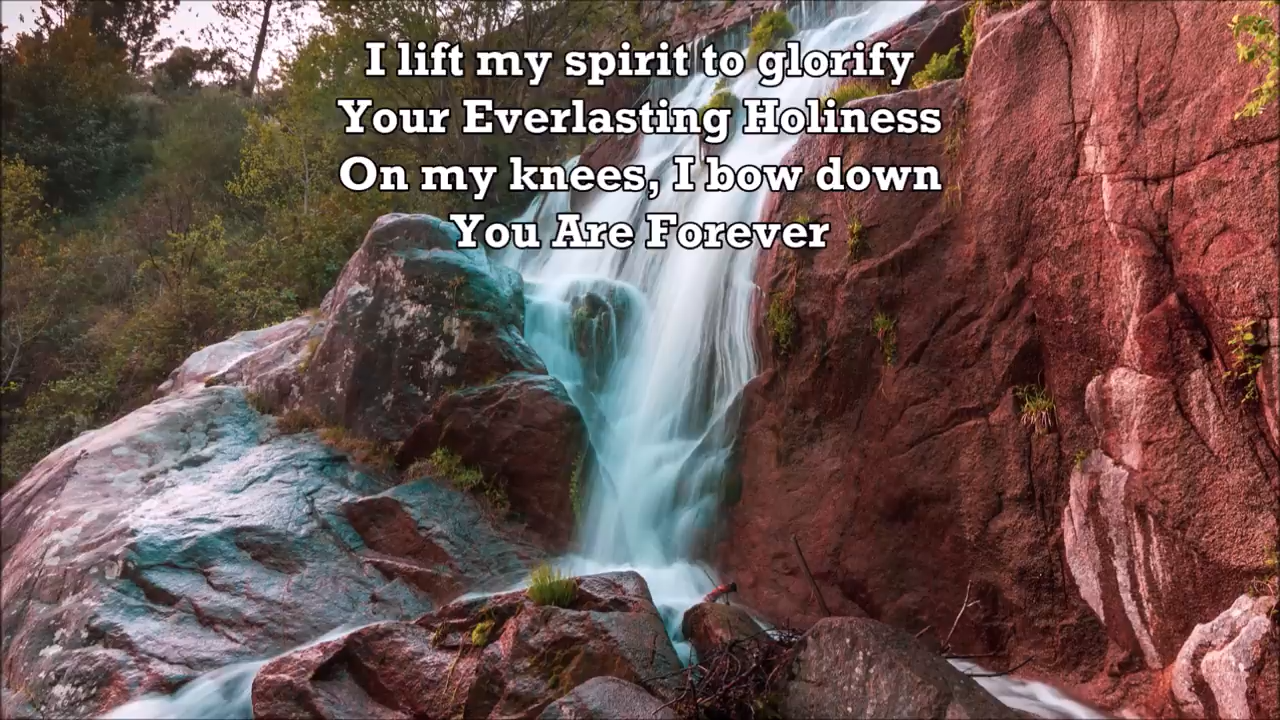 I lift my spirit to glorify
Your Everlasting Holiness
On my knees, I bow down
You Are Forever